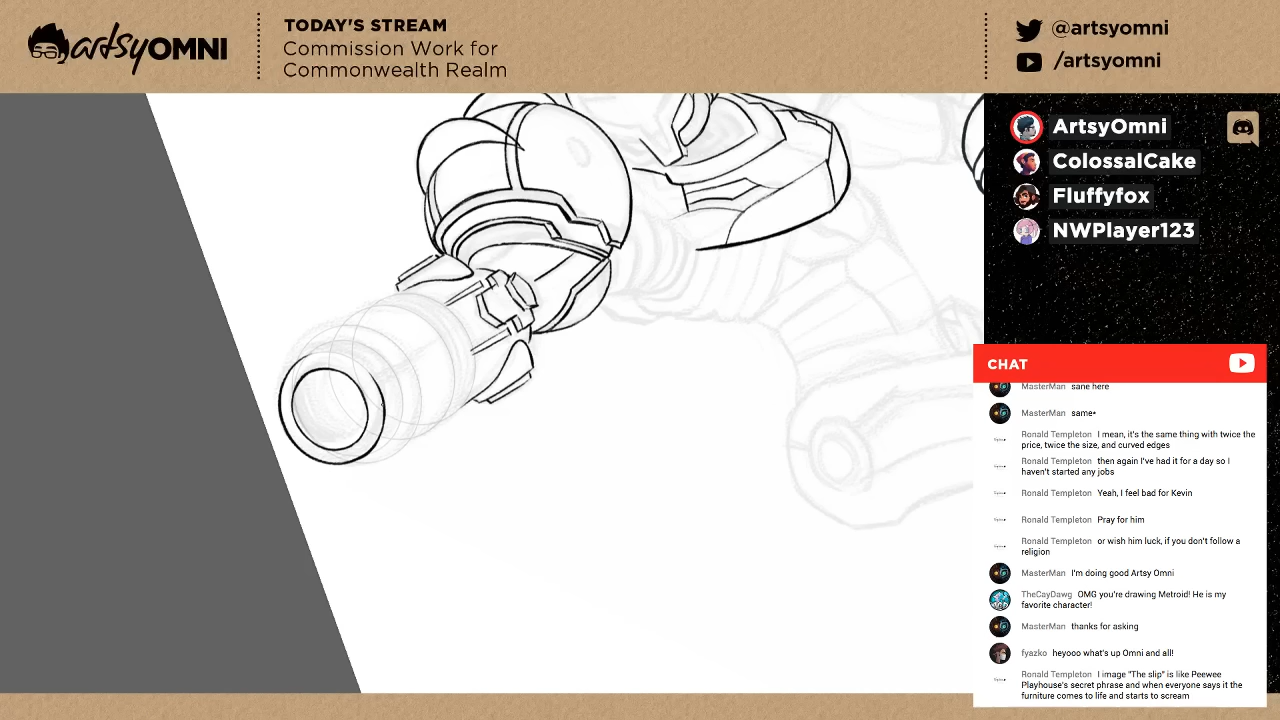 artsyOMNI
TODAY'S STREAM
Commission Work for
Commonwealth Realm
@artsyomni
/artsyomni
ArtsyOmni
ColossalCake
Fluffyfox
NWPlayer123
CHAT
MasterMan sane here
MasterMan same*
Ronald Templeton I mean, it's the same thing with twice the
price, twice the size, and curved edges
Ronald Templeton then again I've had it for a day so I
haven't started any jobs
Ronald Templeton Yeah, I feel bad for Kevin
Ronald Templeton Pray for him
Ronald Templeton or wish him luck, if you don't follow a
religion
MasterMan I'm doing good Artsy Omni
TheCayDawg OMG you're drawing Metroid! He is my
favorite character!
MasterMan thanks for asking
fyazko heyooo what's up Omni and all!
Ronald Templeton I image "The slip" is like Peewee
Playhouse's secret phrase and when everyone says it the
furniture comes to life and starts to scream